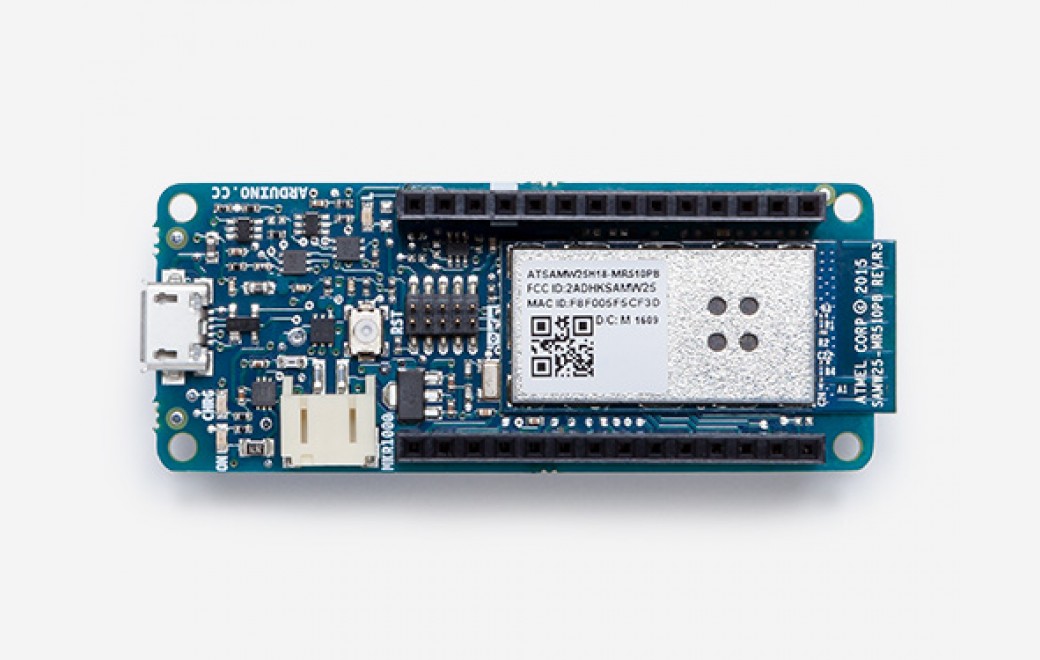 ARDUINO.CC
L
ATSAMW25H18-MR510PB
FCC ID:2ADHKSAMW25
MAC ID:F8F005F5CF3D
D/C: M 1609
RST
CHRG
ON
MKR1000
ATMEL CORP © 2015
SAMW25-MR510PB REV.R3
A1